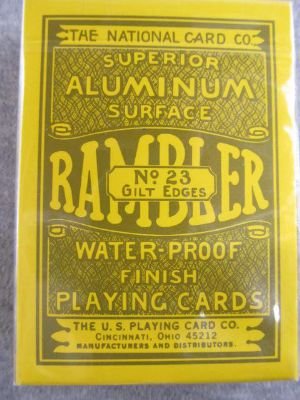 THE NATIONAL CARD CO.
SUPERIOR
ALUMINUM
SURFACE
RAMBLER
Nº 23
GILT EDGES
WATER-PROOF
FINISH
PLAYING CARDS
THE U.S. PLAYING CARD CO.
CINCINNATI, OHIO 45212
MANUFACTURERS AND DISTRIBUTORS.